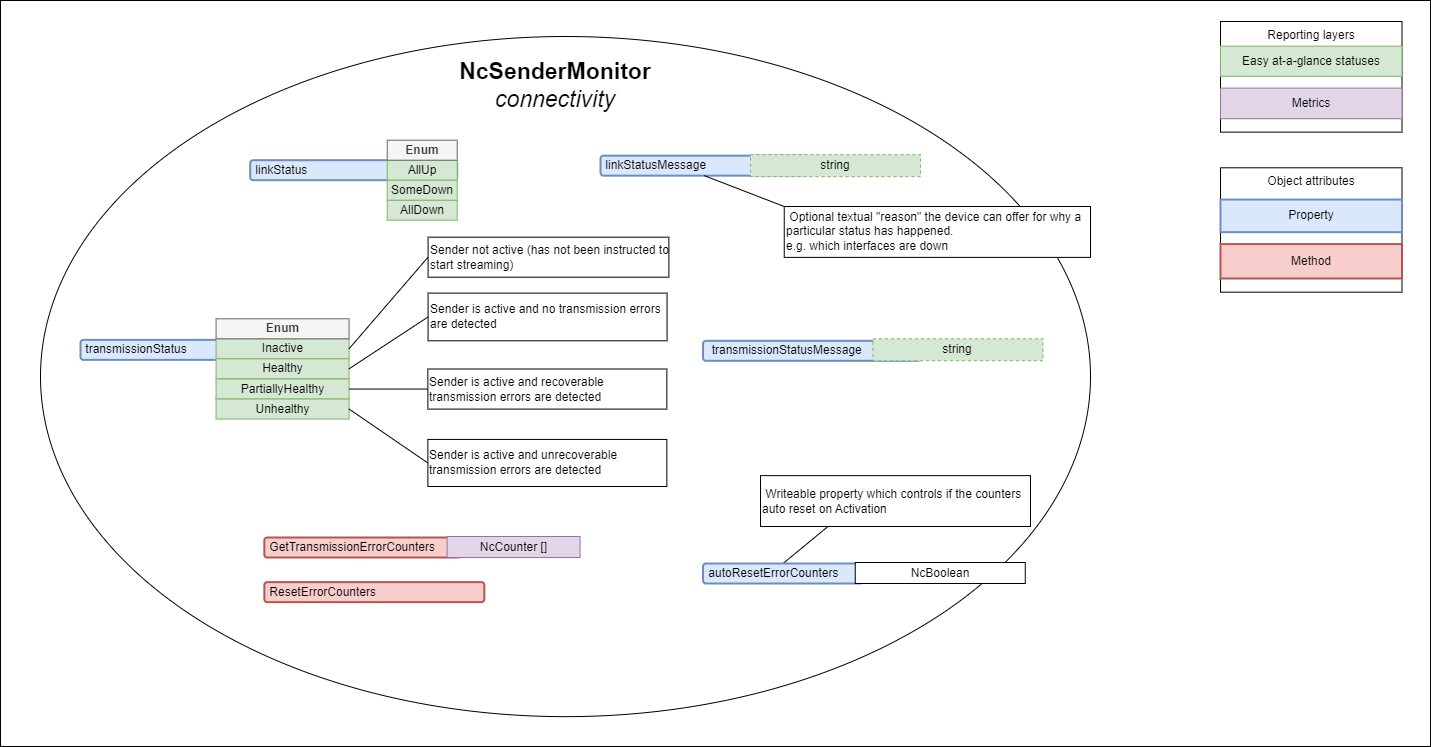 NcSenderMonitor
connectivity
Reporting layers
Easy at-a-glance statuses
Metrics
Object attributes
Property
Method
linkStatus
Enum
AllUp
SomeDown
AllDown
linkStatusMessage
string
Optional textual "reason" the device can offer for why a
particular status has happened.
e.g. which interfaces are down
Sender not active (has not been instructed to
start streaming)
Sender is active and no transmission errors
are detected
Sender is active and recoverable
transmission errors are detected
Sender is active and unrecoverable
transmission errors are detected
transmissionStatus
Enum
Inactive
Healthy
PartiallyHealthy
Unhealthy
transmissionStatusMessage
string
Writeable property which controls if the counters
auto reset on Activation
autoResetErrorCounters
NcBoolean
GetTransmissionErrorCounters
NcCounter []
ResetErrorCounters